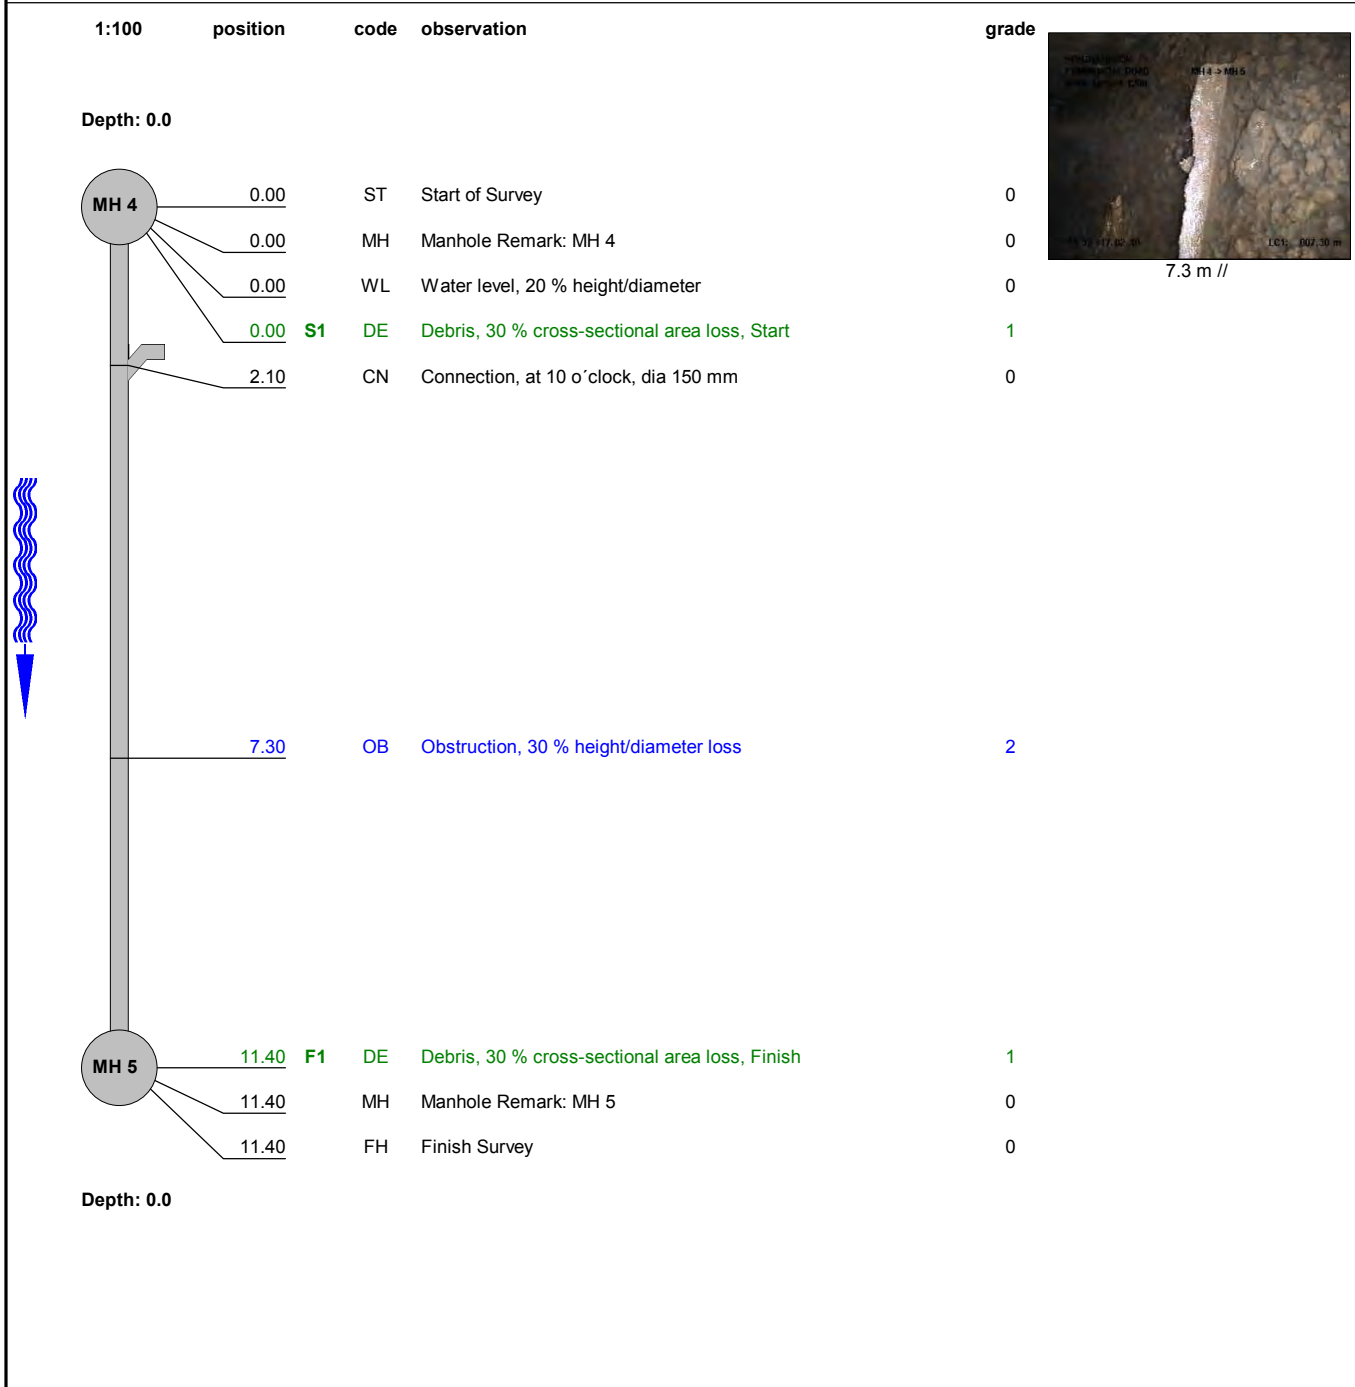 1:100 position code observation grade
Depth: 0.0
MH 4
0.00 ST Start of Survey 0
0.00 MH Manhole Remark: MH 4 0
0.00 WL Water level, 20 % height/diameter 0
0.00 S1 DE Debris, 30 % cross-sectional area loss, Start 1
2.10 CN Connection, at 10 o´clock, dia 150 mm 0
MH 4 -> MH 5
LC1: 007.30 m
7.3 m //
7.30 OB Obstruction, 30 % height/diameter loss 2
MH 5
11.40 F1 DE Debris, 30 % cross-sectional area loss, Finish 1
11.40 MH Manhole Remark: MH 5 0
11.40 FH Finish Survey 0
Depth: 0.0